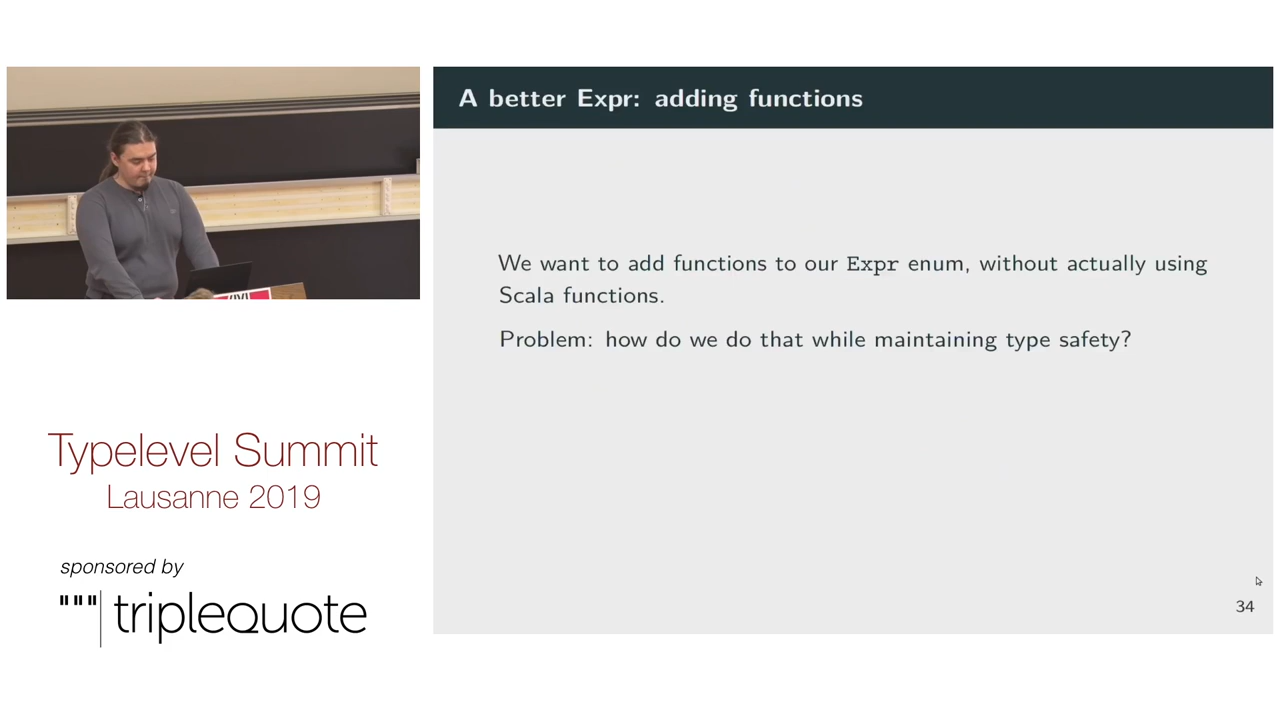 A better Expr: adding functions
We want to add functions to our Expr enum, without actually using
Scala functions.
Problem: how do we do that while maintaining type safety?
34
Typelevel Summit
Lausanne 2019
sponsored by
triplequote